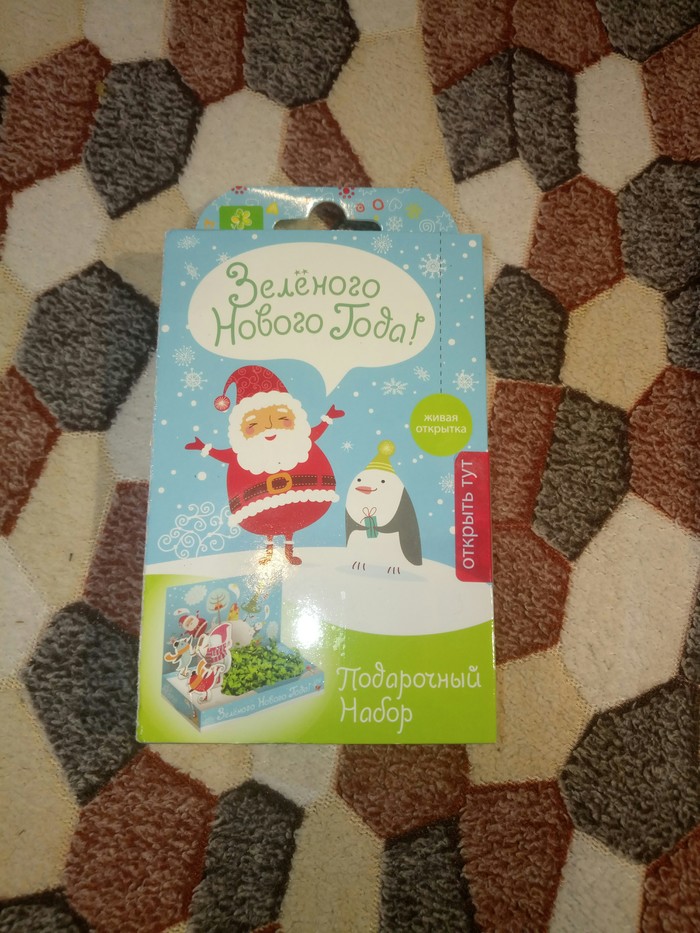 Зелёного
Нового Года!
живая
открытка
открыть тут
Зелёного Нового Года!
Подарочный
Набор